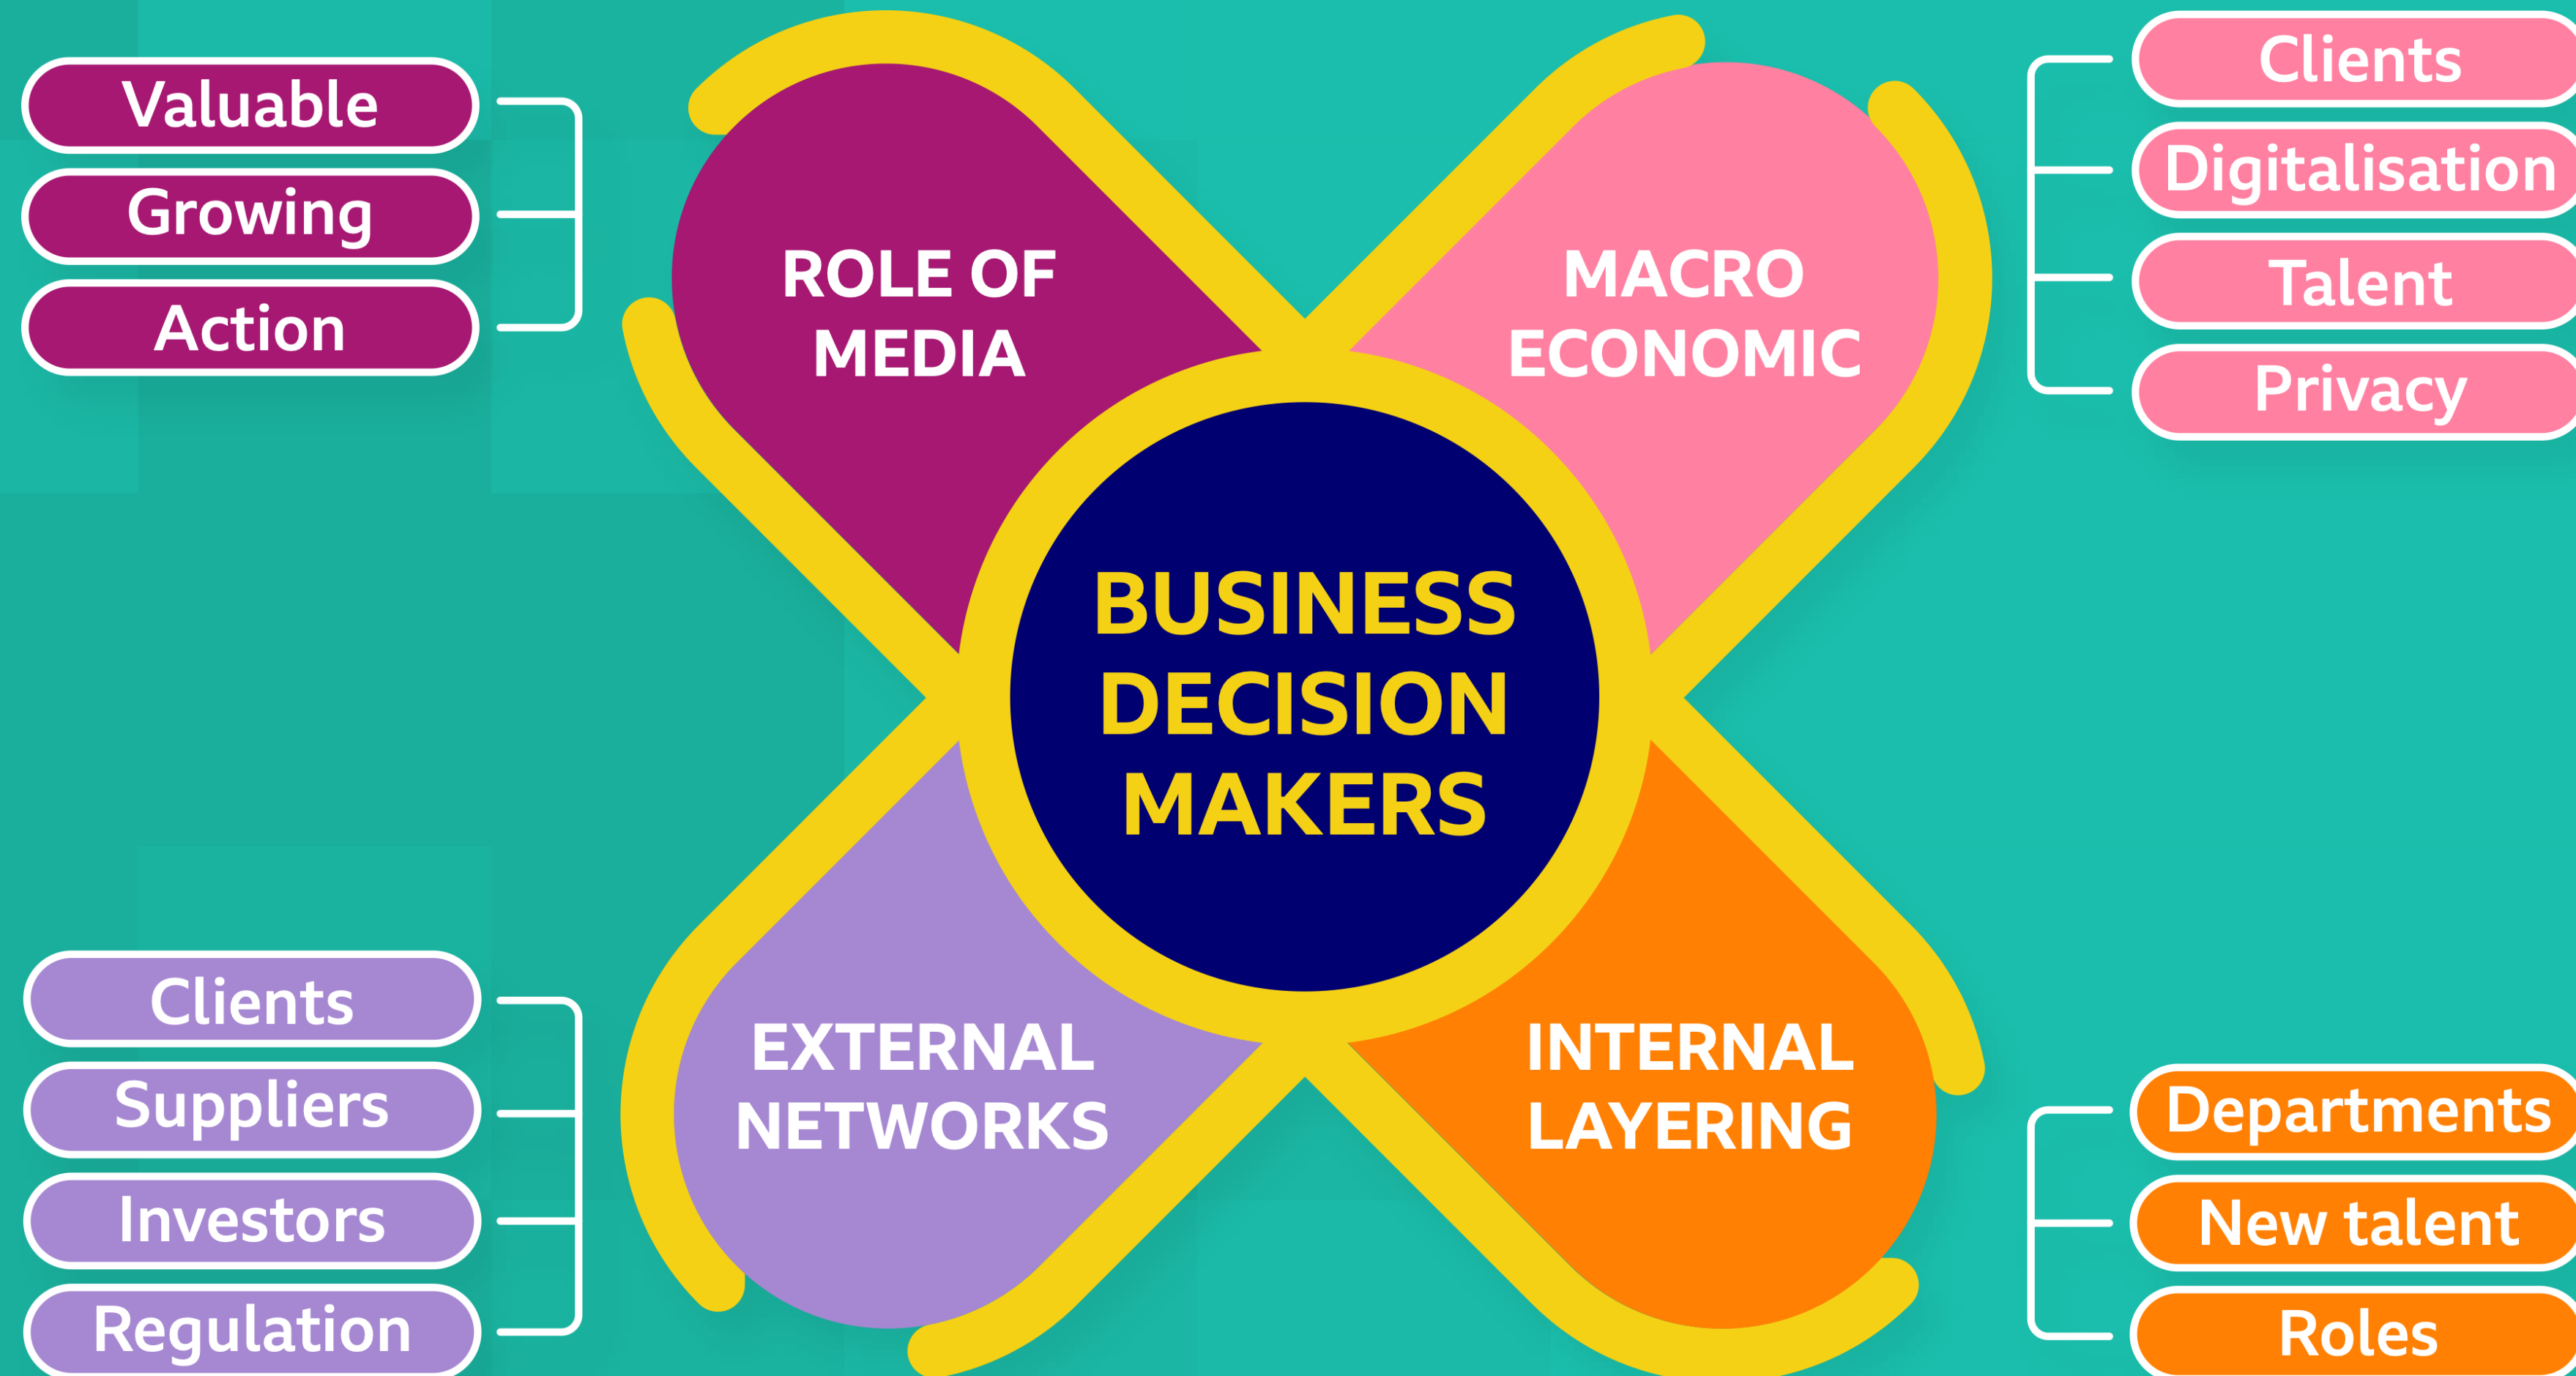 Valuable
Growing
Action
ROLE OF
MEDIA
MACRO
ECONOMIC
Clients
Digitalisation
Talent
Privacy
BUSINESS
DECISION
MAKERS
Clients
Suppliers
Investors
Regulation
EXTERNAL
NETWORKS
INTERNAL
LAYERING
Departments
New talent
Roles